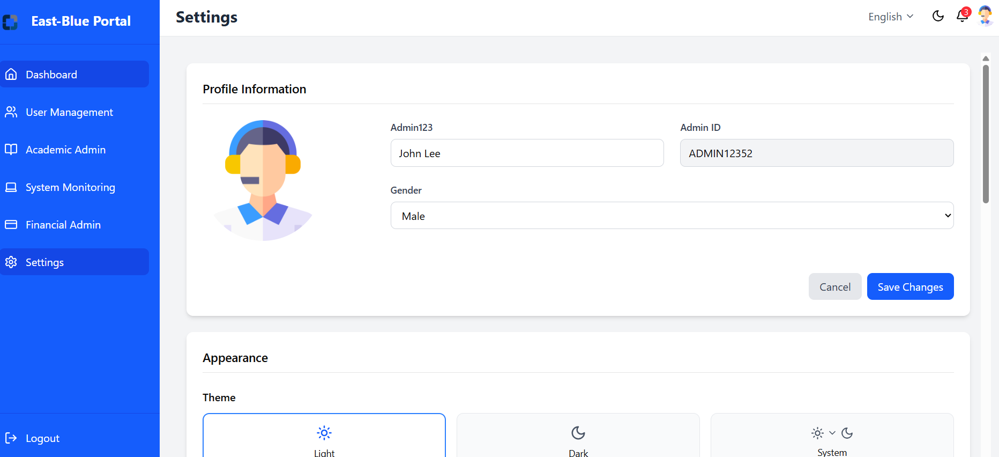 East-Blue Portal
Dashboard
User Management
Academic Admin
System Monitoring
Financial Admin
Settings
Logout
Settings
English
3
Profile Information
Admin123
John Lee
Admin ID
ADMIN12352
Gender
Male
Cancel
Save Changes
Appearance
Theme
Light
Dark
System